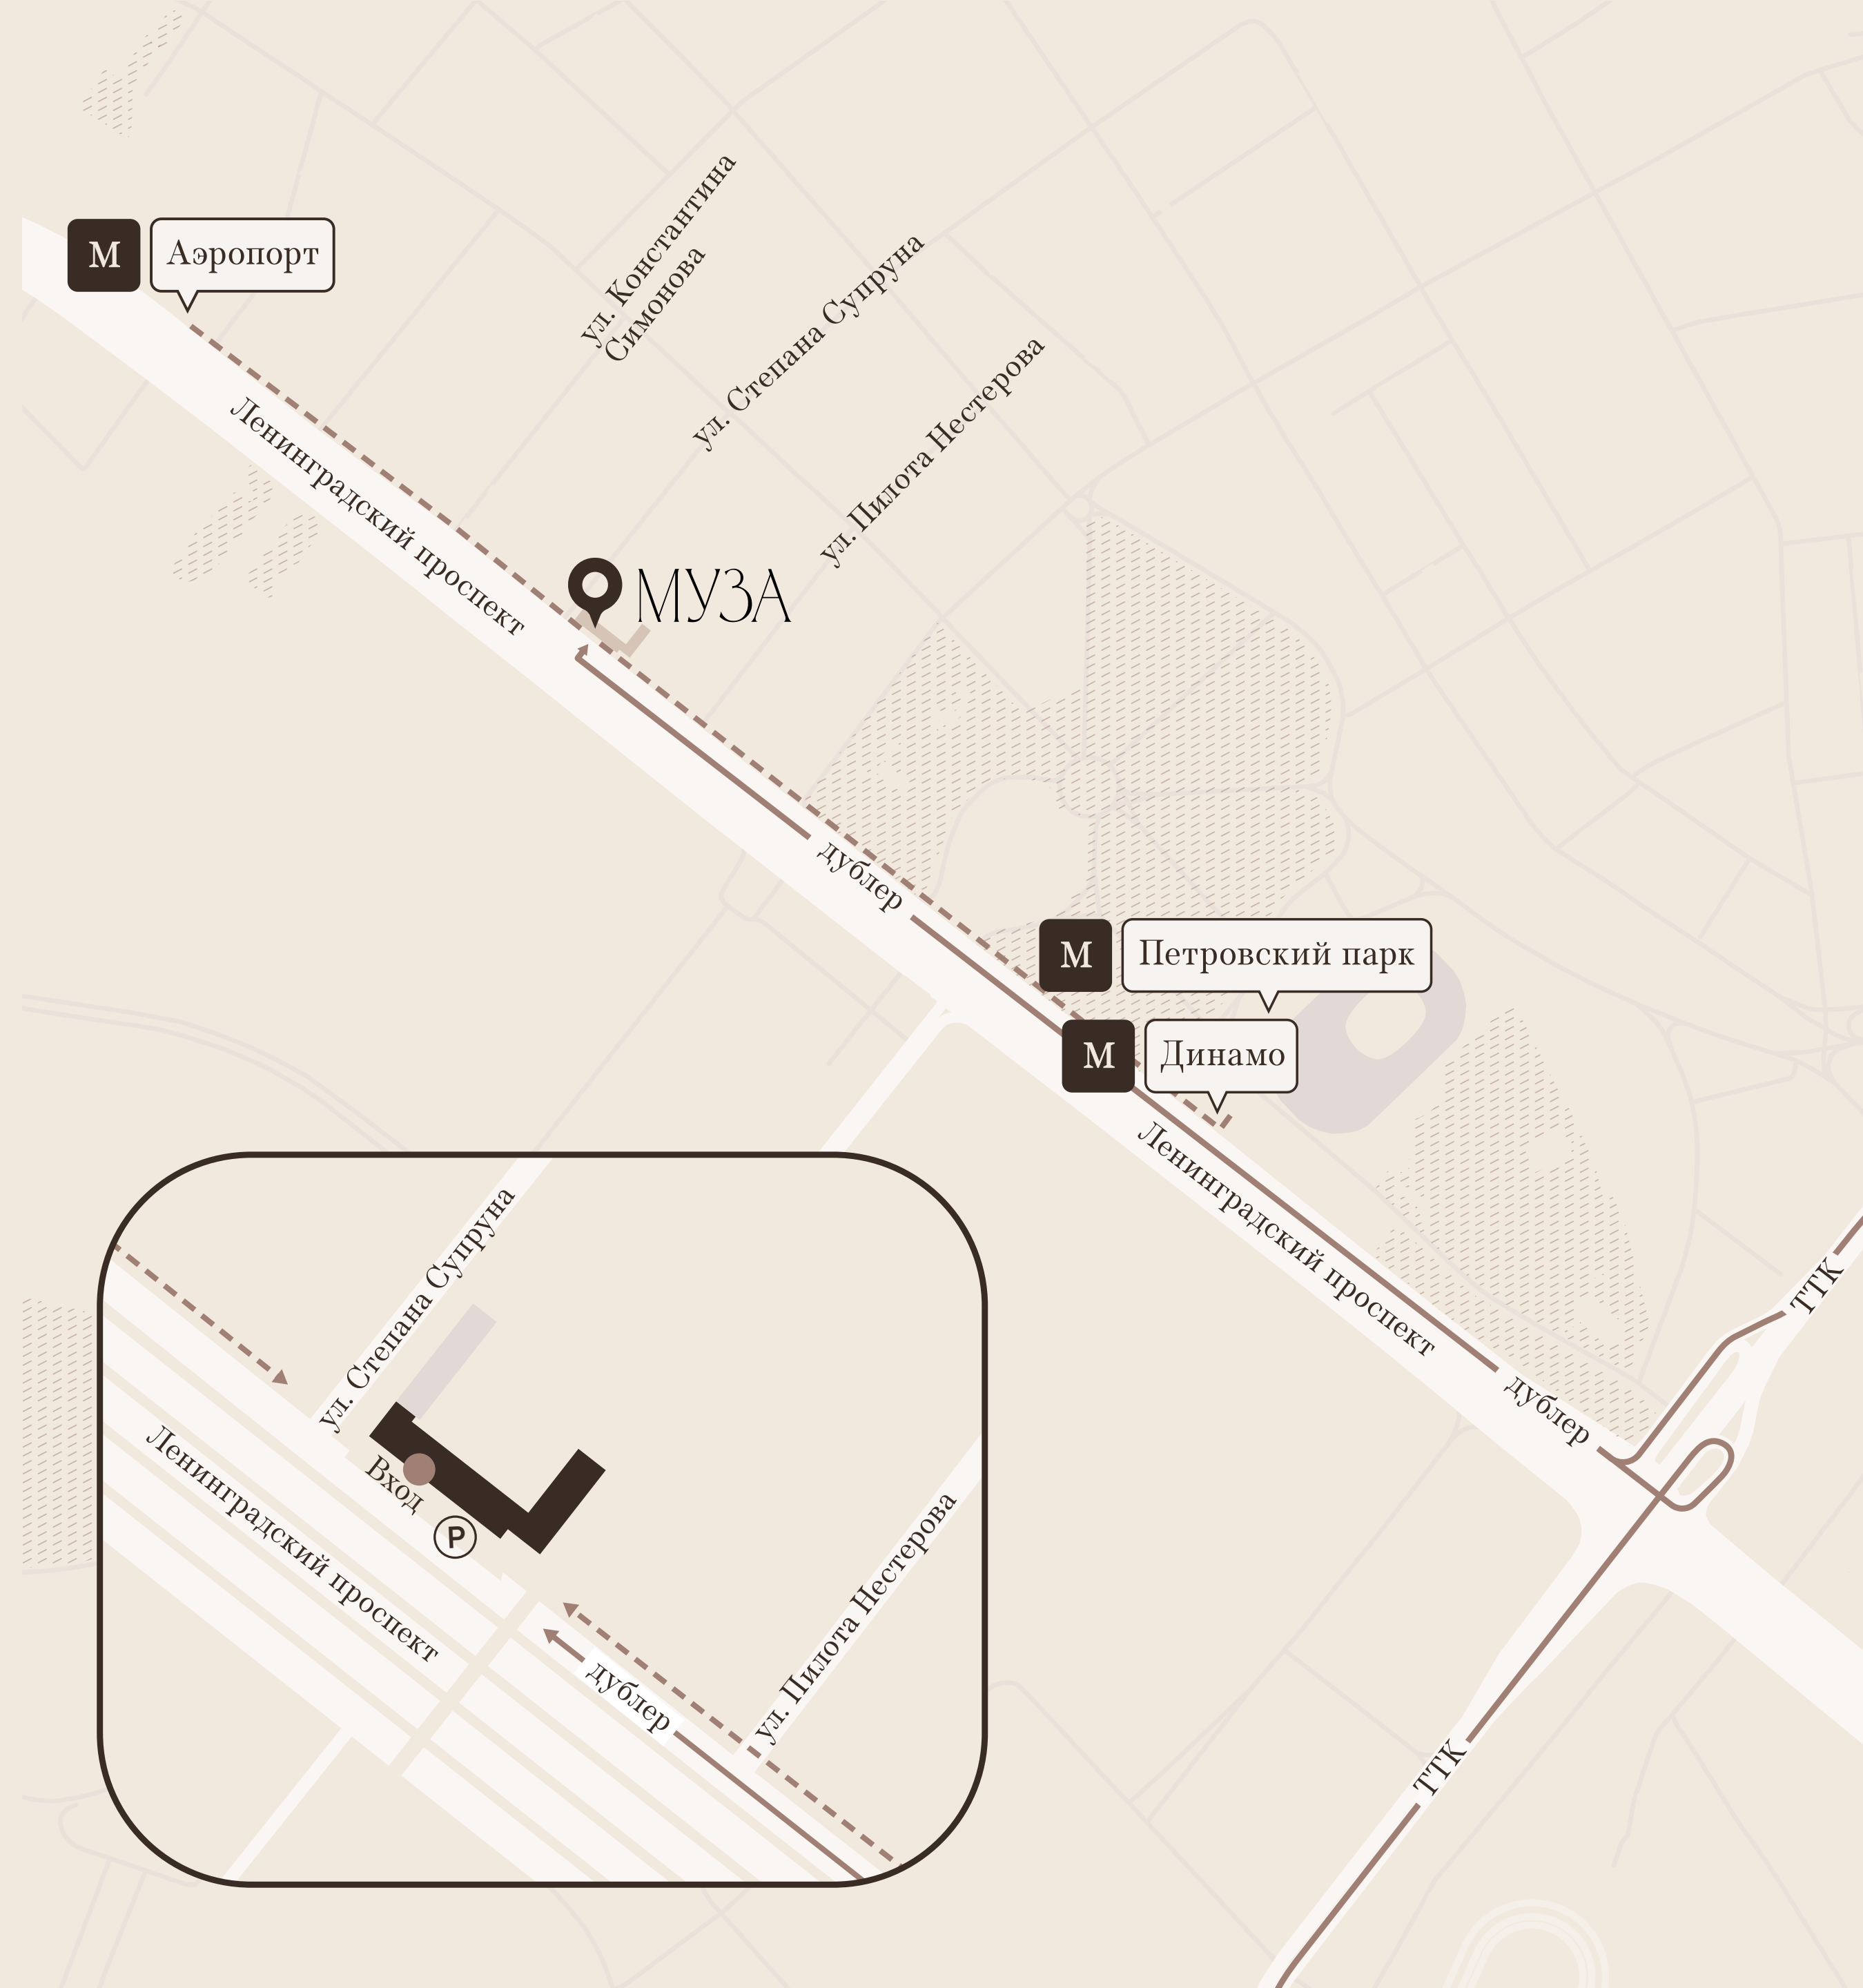 ул. Константина
Симонова
М
Аэропорт
ул. Степана Супруна
ул. Пилота Нестерова
Ленинградский проспект
МУЗА
дублер
М
Петровский парк
М
Динамо
Ленинградский проспект
ТТК
дублер
ТТК
ул. Степана Супруна
Ленинградский проспект
Вход
P
ул. Пилота Нестерова
дублер